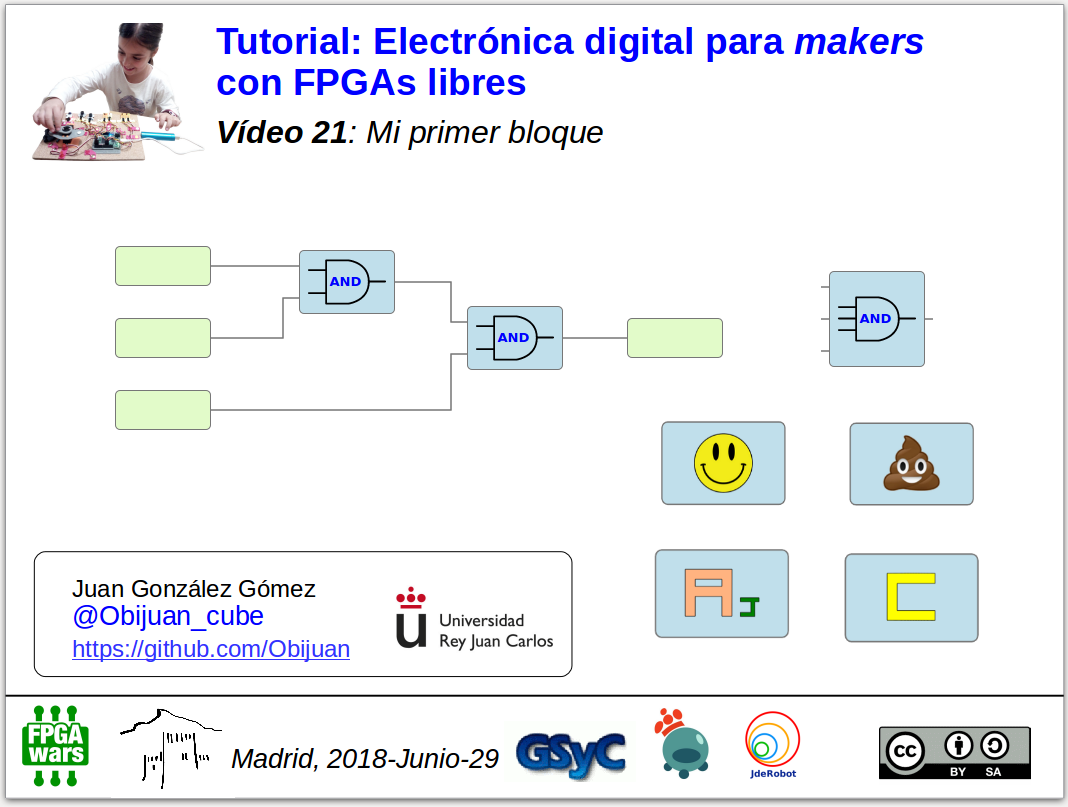 Tutorial: Electrónica digital para makers
con FPGAs libres
Vídeo 21: Mi primer bloque
AND
AND
AND
A J
C
Juan González Gómez
@Obijuan_cube
https://github.com/Obijuan
u Universidad
Rey Juan Carlos
FPGA
wars
Madrid, 2018-Junio-29
GSyC
JdeRobot
cc
BY SA